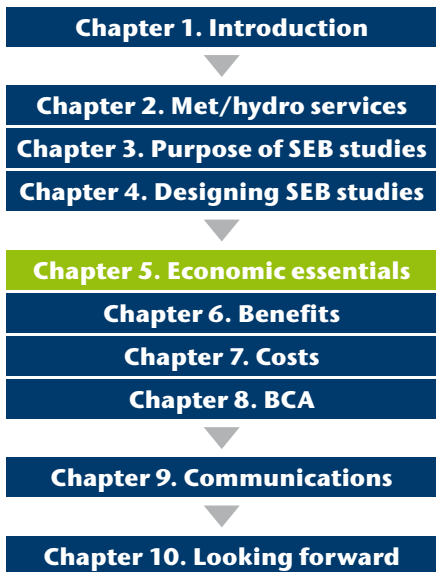 Chapter 1. Introduction
Chapter 2. Met/hydro services
Chapter 3. Purpose of SEB studies
Chapter 4. Designing SEB studies
Chapter 5. Economic essentials
Chapter 6. Benefits
Chapter 7. Costs
Chapter 8. BCA
Chapter 9. Communications
Chapter 10. Looking forward